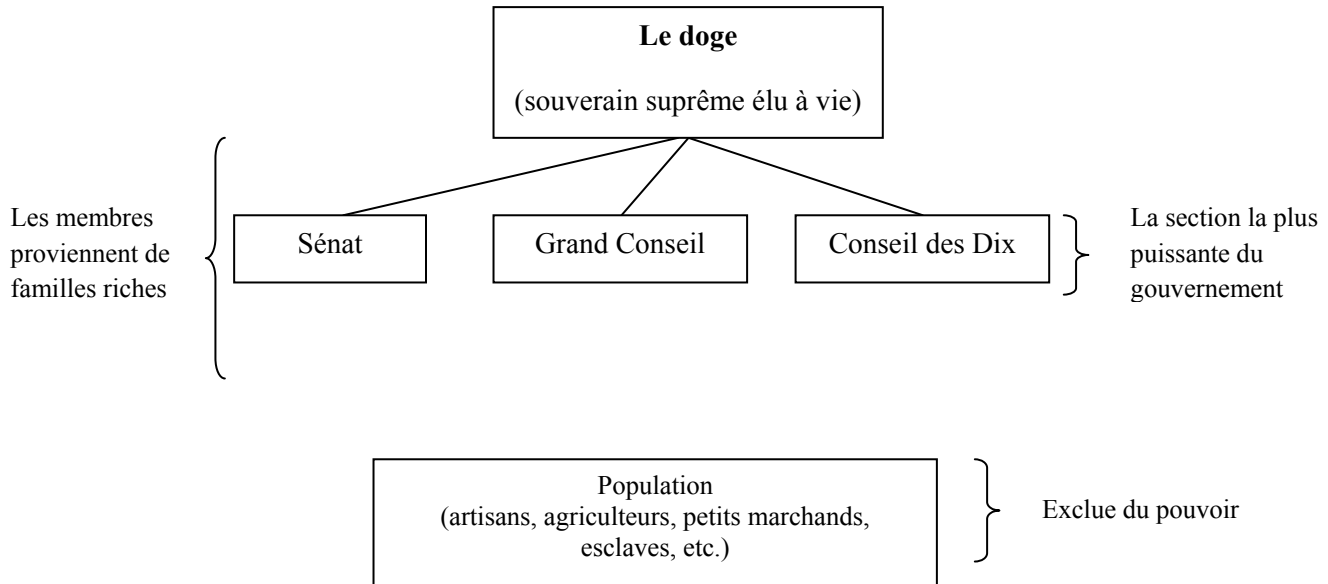 Le doge
(souverain suprême élu à vie)
Les membres
proviennent de
familles riches
Sénat
Grand Conseil
Conseil des Dix
La section la plus
puissante du
gouvernement
Population
(artisans, agriculteurs, petits marchands,
esclaves, etc.)
Exclue du pouvoir